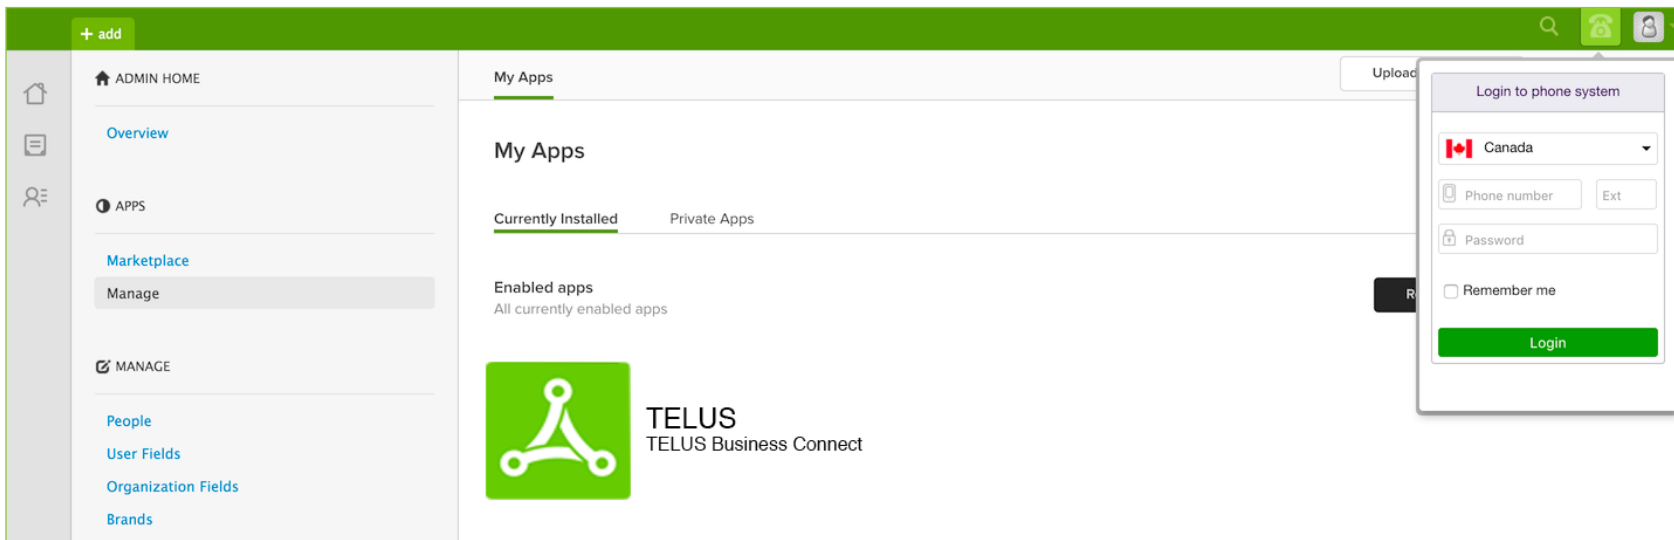 + add
ADMIN HOME
Overview
APPS
Marketplace
Manage
MANAGE
People
User Fields
Organization Fields
Brands
My Apps
Upload
My Apps
Currently Installed
Private Apps
Enabled apps
All currently enabled apps
TELUS
TELUS Business Connect
Login to phone system
Canada
Phone number
Ext
Password
Remember me
Login